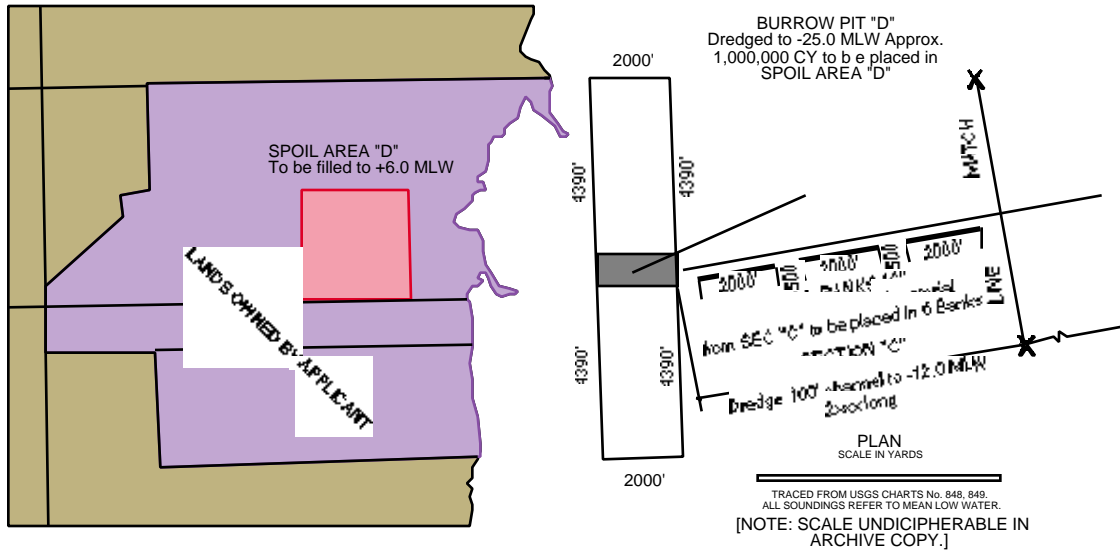 BURROW PIT "D"
Dredged to -25.0 MLW Approx.
1,000,000 CY to b e placed in
SPOIL AREA "D"
2000'
4390'
4390'
4390'
4390'
2000'
SPOIL AREA "D"
To be filled to +6.0 MLW
LANDS OWNED BY APPLICANT
MATCH
LINE
2000'
500
2000'
500
2000'
from SEC "C" to be placed in 6 Banks
SECTION "C"
Dredge 100' channel to -12.0 MLW
long
PLAN
SCALE IN YARDS
TRACED FROM USGS CHARTS No. 848, 849.
ALL SOUNDINGS REFER TO MEAN LOW WATER.
[NOTE: SCALE UNDICIPHERABLE IN
ARCHIVE COPY.]